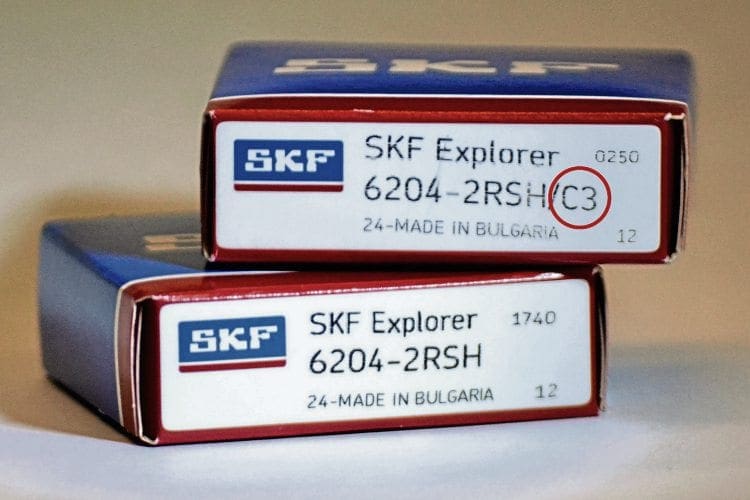 SKF
SKF
SKF Explorer
0250
6204-2RSH/C3
24-MADE IN BULGARIA
12
SKF
SKF Explorer
1740
6204-2RSH
24-MADE IN BULGARIA
12